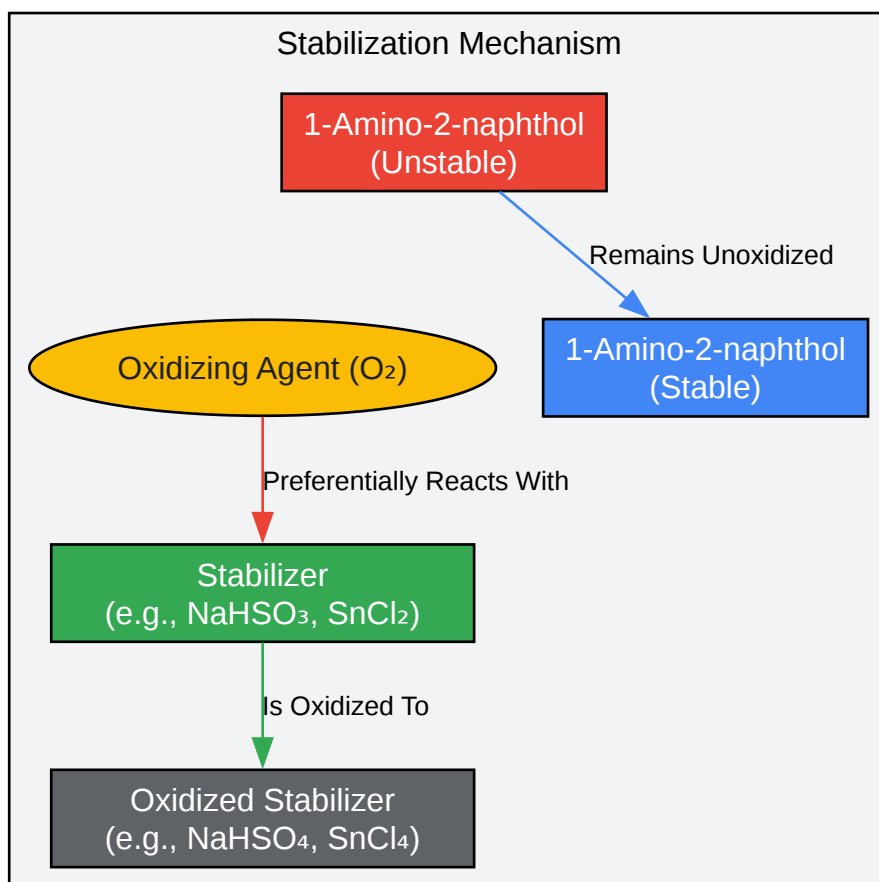 Stabilization Mechanism
1-Amino-2-naphthol
(Unstable)
Remains Unoxidized
1-Amino-2-naphthol
(Stable)
Oxidizing Agent (O₂)
Preferentially Reacts With
Stabilizer
(e.g., NaHSO₃, SnCl₂)
Is Oxidized To
Oxidized Stabilizer
(e.g., NaHSO₄, SnCl₄)